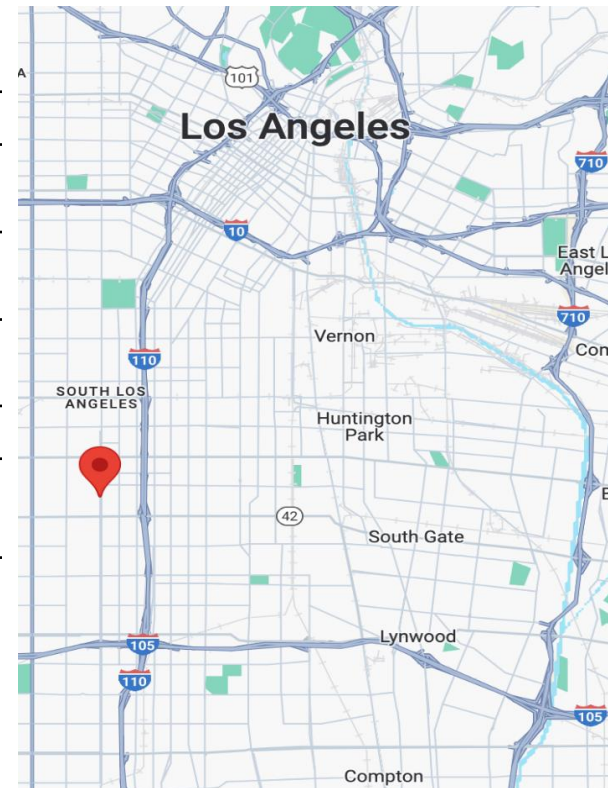 A
101
Los Angeles
710
10
East L
Angel
710
Vernon
Com
110
SOUTH LOS
ANGELES
Huntington
Park
42
South Gate
Lynwood
105
110
105
Compton